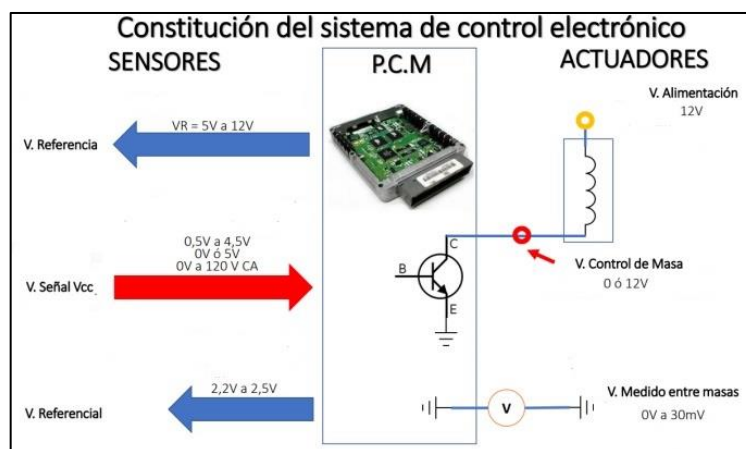 Constitución del sistema de control electrónico
SENSORES
P.C.M
ACTUADORES
V. Alimentación
12V
VR = 5V a 12V
V. Referencia
0,5V a 4,5V
0V ó 5V
0V a 120 V CA
V. Señal Vcc
C
B
E
V. Control de Masa
0 ó 12V
2,2V a 2,5V
V. Referencial
V
V. Medido entre masas
0V a 30mV